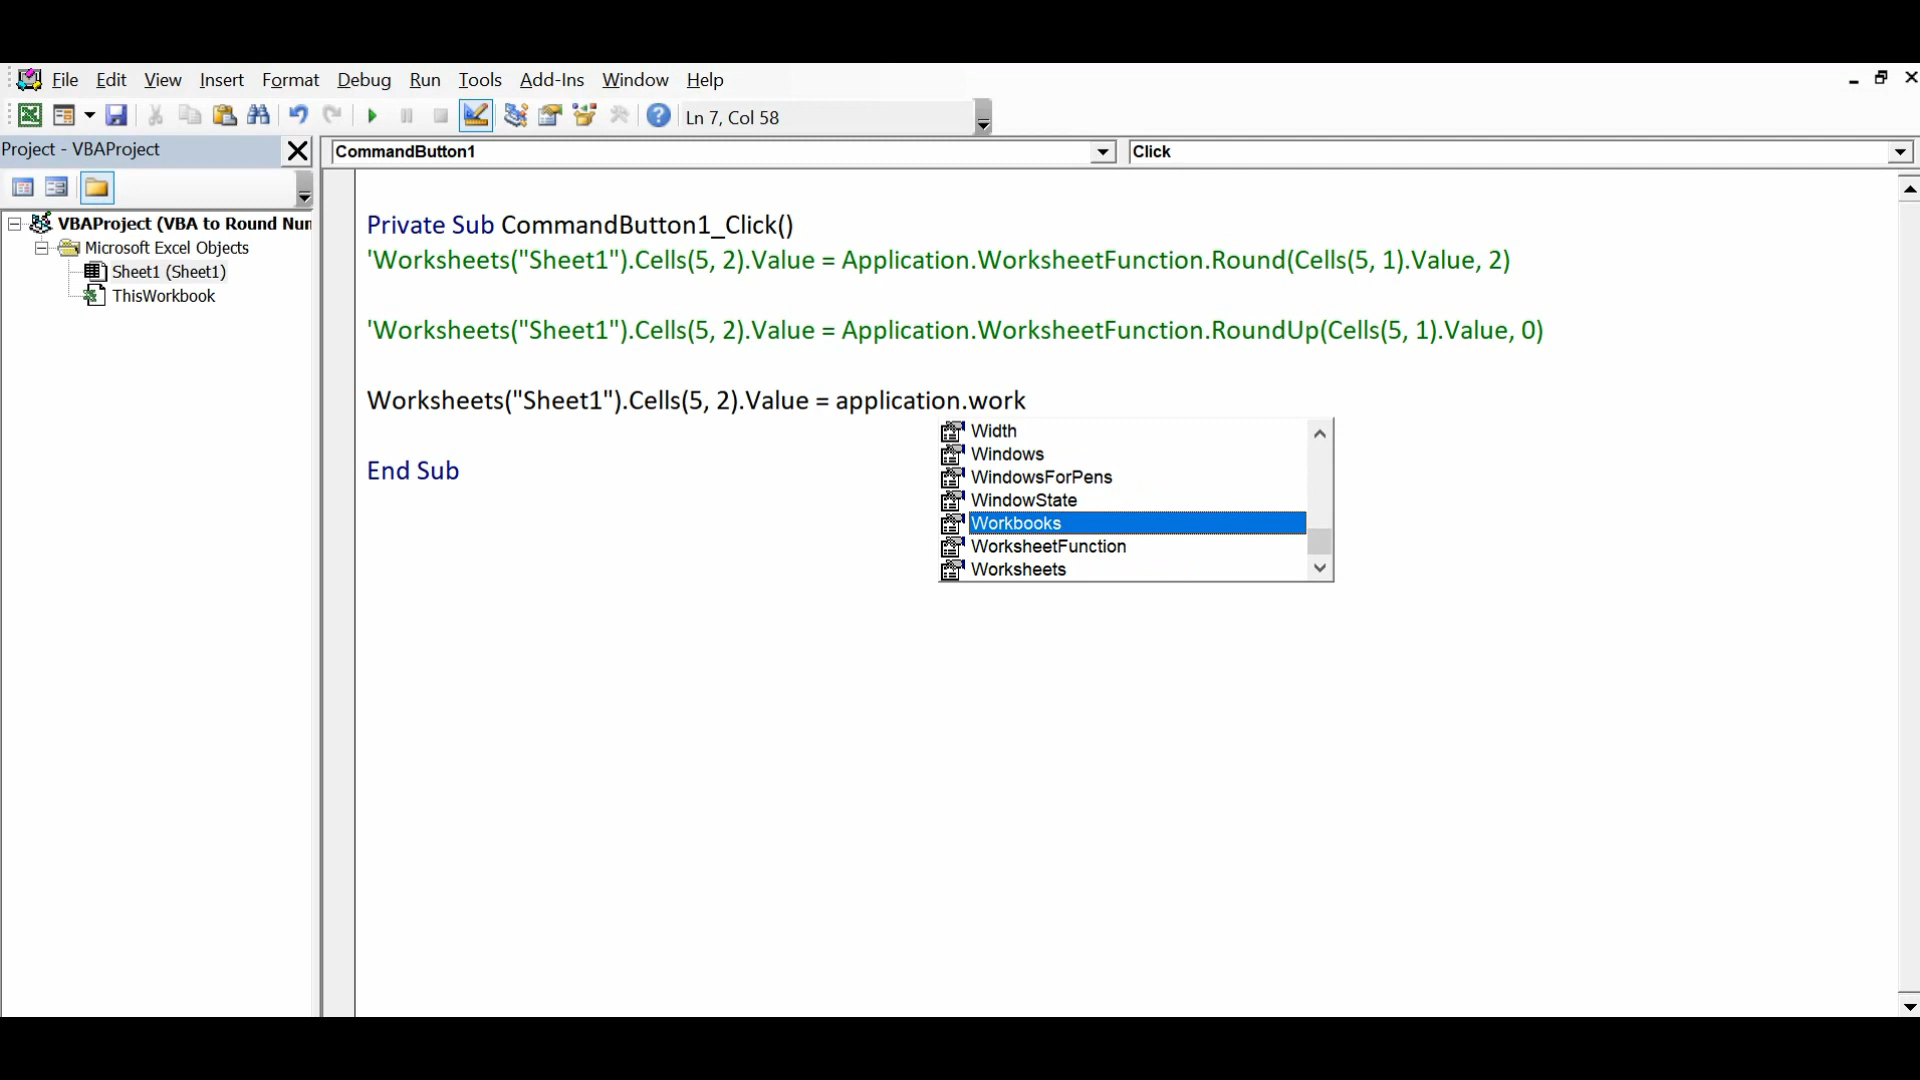 File Edit View Insert Format Debug Run Tools Add-Ins Window Help
Ln 7, Col 58
Project - VBAProject
CommandButton1 Click
VBAProject (VBA to Round Nu
Microsoft Excel Objects
Sheet1 (Sheet1)
ThisWorkbook
Private Sub CommandButton1_Click()
'Worksheets("Sheet1").Cells(5, 2).Value = Application.WorksheetFunction.Round(Cells(5, 1).Value, 2)
'Worksheets("Sheet1").Cells(5, 2).Value = Application.WorksheetFunction.RoundUp(Cells(5, 1).Value, 0)
Worksheets("Sheet1").Cells(5, 2).Value = application.work
Width
Windows
WindowsForPens
WindowState
Workbooks
WorksheetFunction
Worksheets
End Sub